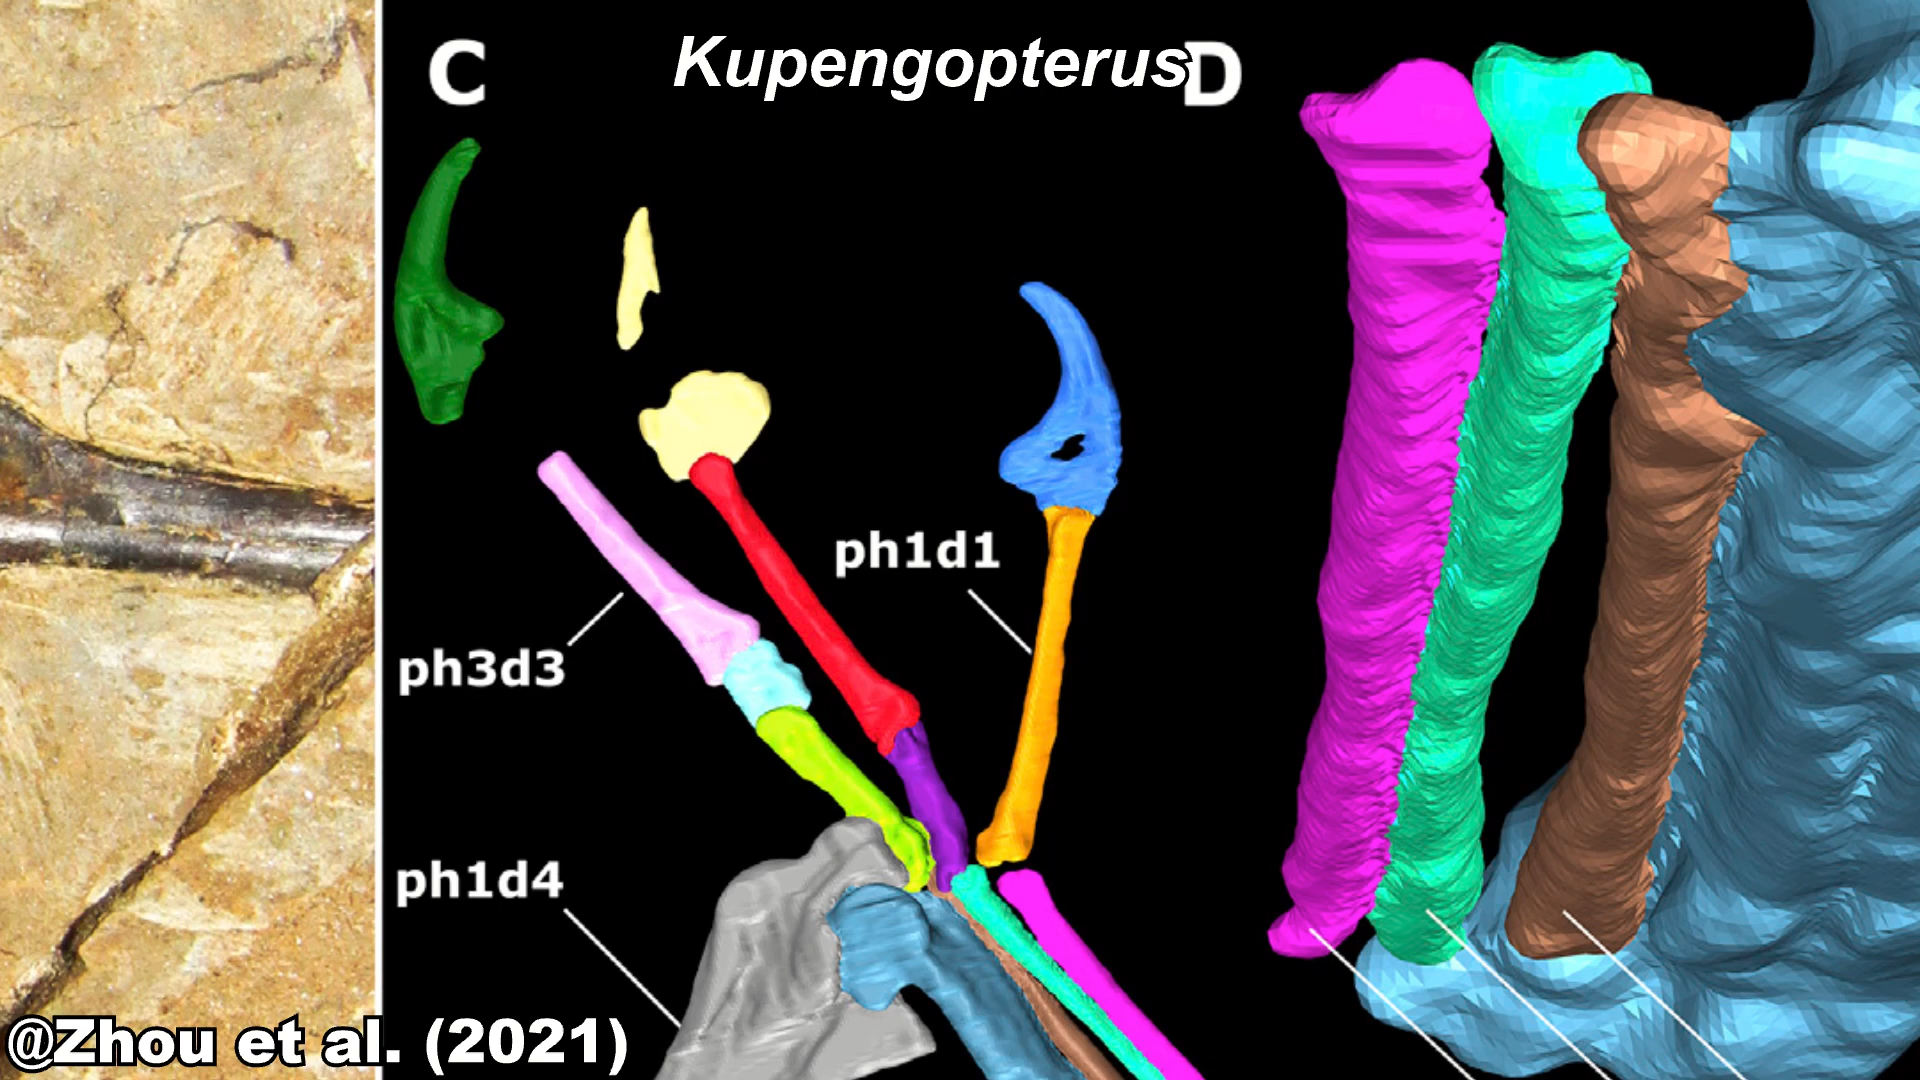 C
Kupengopterus
D
ph1d1
ph3d3
ph1d4
@Zhou et al. (2021)